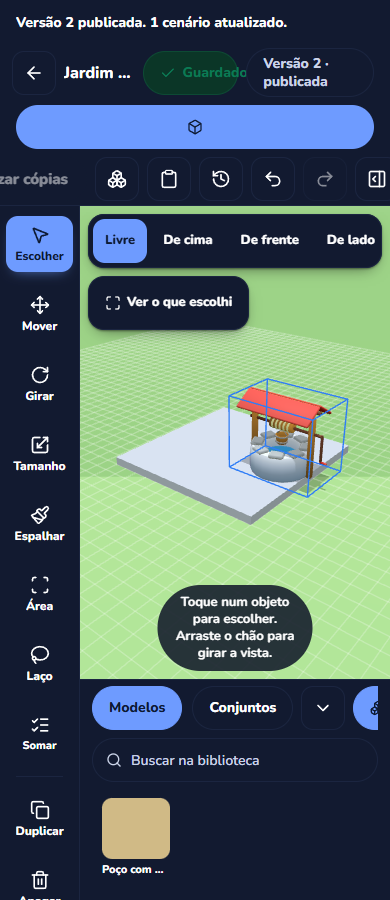 Versão 2 publicada. 1 cenário atualizado.
Jardim ...
Guardado
Versão 2 ·
publicada
zar cópias
Escolher
Mover
Girar
Tamanho
Espalhar
Área
Laço
Somar
Duplicar
Livre
De cima
De frente
De lado
Ver o que escolhi
Toque num objeto
para escolher.
Arraste o chão para
girar a vista.
Modelos
Conjuntos
Buscar na biblioteca
Poço com ...